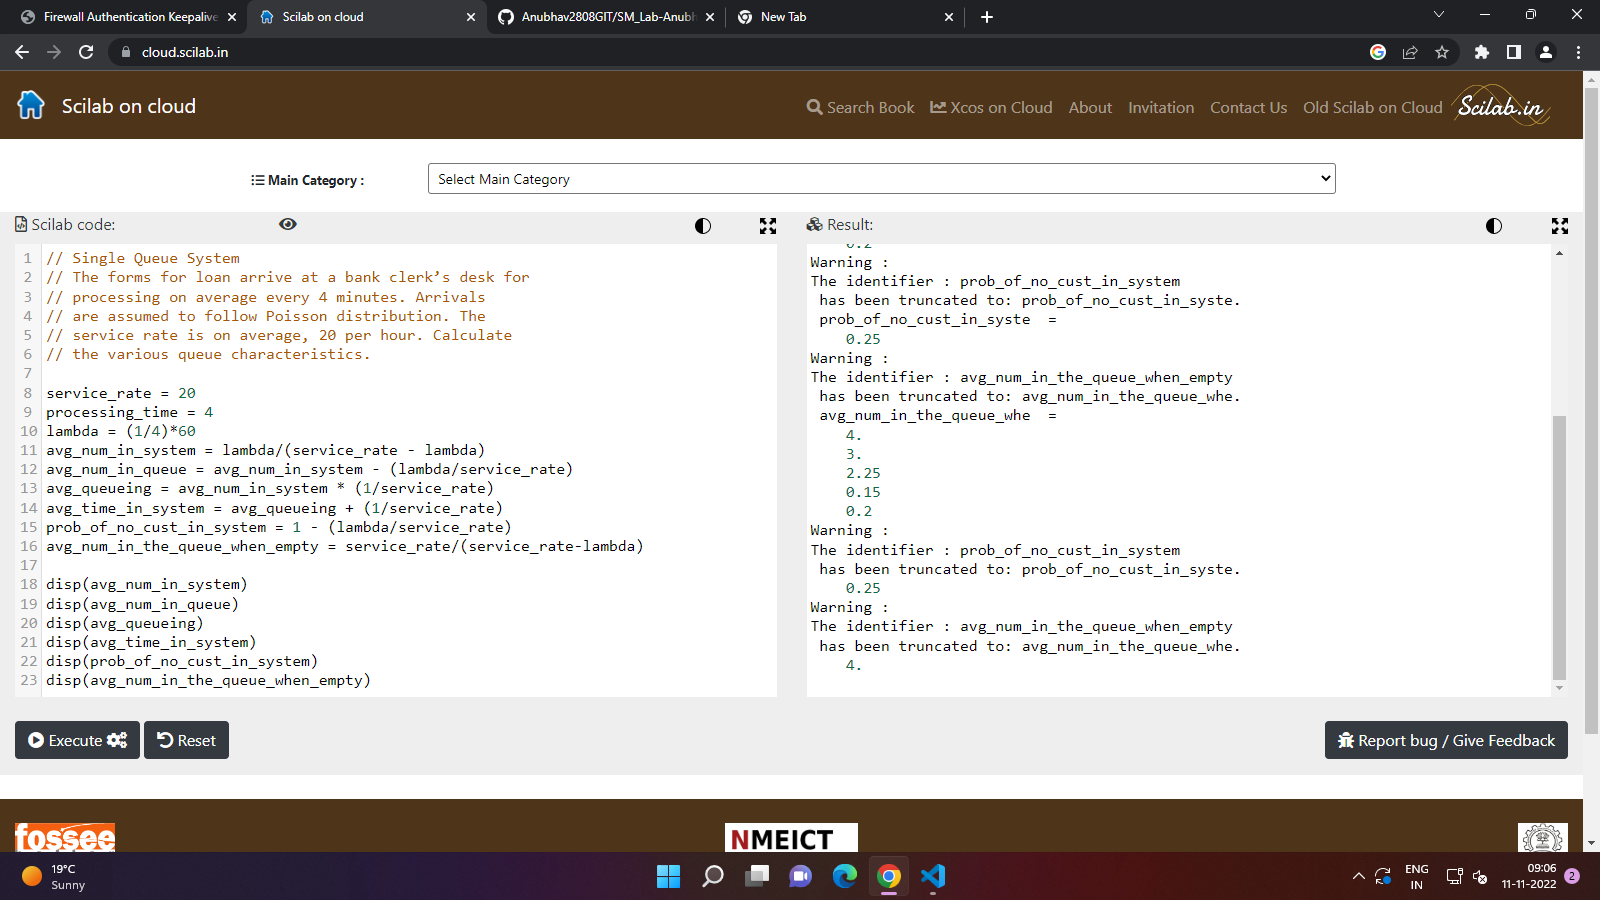 Firewall Authentication Keepalive
Scilab on cloud
Anubhav2808GIT/SM_Lab-Anubh
New Tab
cloud.scilab.in
Scilab on cloud
Search Book
Xcos on Cloud
About
Invitation
Contact Us
Old Scilab on Cloud
Scilab.in
Main Category :
Select Main Category
Scilab code:
1 // Single Queue System
2 // The forms for loan arrive at a bank clerk’s desk for
3 // processing on average every 4 minutes. Arrivals
4 // are assumed to follow Poisson distribution. The
5 // service rate is on average, 20 per hour. Calculate
6 // the various queue characteristics.
7
8 service_rate = 20
9 processing_time = 4
10 lambda = (1/4)*60
11 avg_num_in_system = lambda/(service_rate - lambda)
12 avg_num_in_queue = avg_num_in_system - (lambda/service_rate)
13 avg_queueing = avg_num_in_system * (1/service_rate)
14 avg_time_in_system = avg_queueing + (1/service_rate)
15 prob_of_no_cust_in_system = 1 - (lambda/service_rate)
16 avg_num_in_the_queue_when_empty = service_rate/(service_rate-lambda)
17
18 disp(avg_num_in_system)
19 disp(avg_num_in_queue)
20 disp(avg_queueing)
21 disp(avg_time_in_system)
22 disp(prob_of_no_cust_in_system)
23 disp(avg_num_in_the_queue_when_empty)
Result:
0.2
Warning :
The identifier : prob_of_no_cust_in_system
has been truncated to: prob_of_no_cust_in_syste.
prob_of_no_cust_in_syste =
0.25
Warning :
The identifier : avg_num_in_the_queue_when_empty
has been truncated to: avg_num_in_the_queue_whe.
avg_num_in_the_queue_whe =
4.
3.
2.25
0.15
0.2
Warning :
The identifier : prob_of_no_cust_in_system
has been truncated to: prob_of_no_cust_in_syste.
0.25
Warning :
The identifier : avg_num_in_the_queue_when_empty
has been truncated to: avg_num_in_the_queue_whe.
4.
Execute
Reset
Report bug / Give Feedback
fossee
NMEICT
19°C
Sunny
ENG
IN
09:06
11-11-2022
2